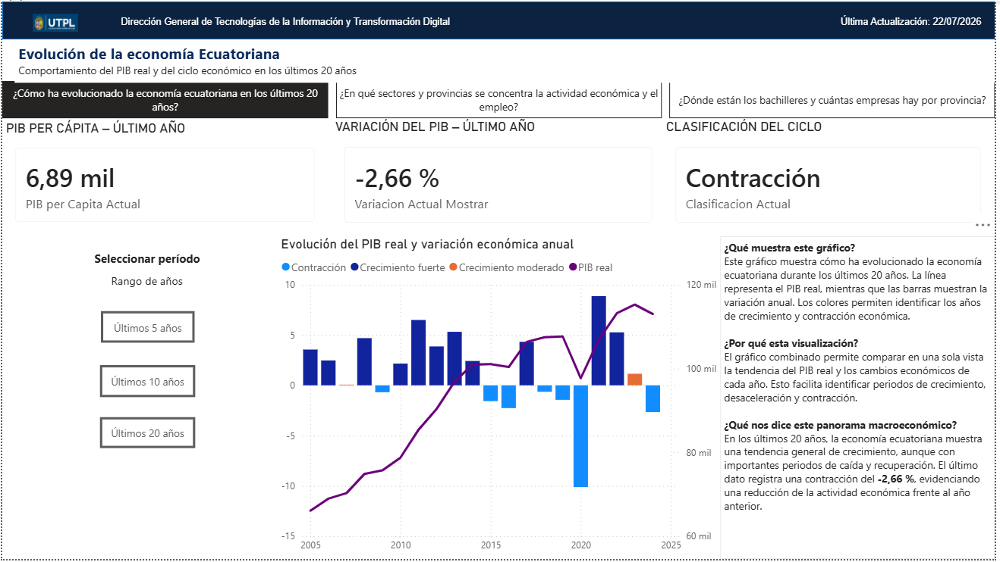 UTPL
Dirección General de Tecnologías de la Información y Transformación Digital
Última Actualización: 22/07/2026
Evolución de la economía Ecuatoriana
Comportamiento del PIB real y del ciclo económico en los últimos 20 años
¿Cómo ha evolucionado la economía ecuatoriana en los últimos 20
años?
¿En qué sectores y provincias se concentra la actividad económica y el
empleo?
¿Dónde están los bachilleres y cuántas empresas hay por provincia?
PIB PER CÁPITA – ÚLTIMO AÑO
VARIACIÓN DEL PIB – ÚLTIMO AÑO
CLASIFICACIÓN DEL CICLO
6,89 mil
PIB per Capita Actual
-2,66 %
Variacion Actual Mostrar
Contracción
Clasificacion Actual
Seleccionar período
Rango de años
Últimos 5 años
Últimos 10 años
Últimos 20 años
Evolución del PIB real y variación económica anual
Contracción Crecimiento fuerte Crecimiento moderado PIB real
10
5
0
-5
-10
-15
120 mil
100 mil
80 mil
60 mil
2005 2010 2015 2020 2025
¿Qué muestra este gráfico?
Este gráfico muestra cómo ha evolucionado la economía
ecuatoriana durante los últimos 20 años. La línea
representa el PIB real, mientras que las barras muestran la
variación anual. Los colores permiten identificar los años
de crecimiento y contracción económica.
¿Por qué esta visualización?
El gráfico combinado permite comparar en una sola vista
la tendencia del PIB real y los cambios económicos de
cada año. Esto facilita identificar periodos de crecimiento,
desaceleración y contracción.
¿Qué nos dice este panorama macroeconómico?
En los últimos 20 años, la economía ecuatoriana muestra
una tendencia general de crecimiento, aunque con
importantes periodos de caída y recuperación. El último
dato registra una contracción del -2,66 %, evidenciando
una reducción de la actividad económica frente al año
anterior.